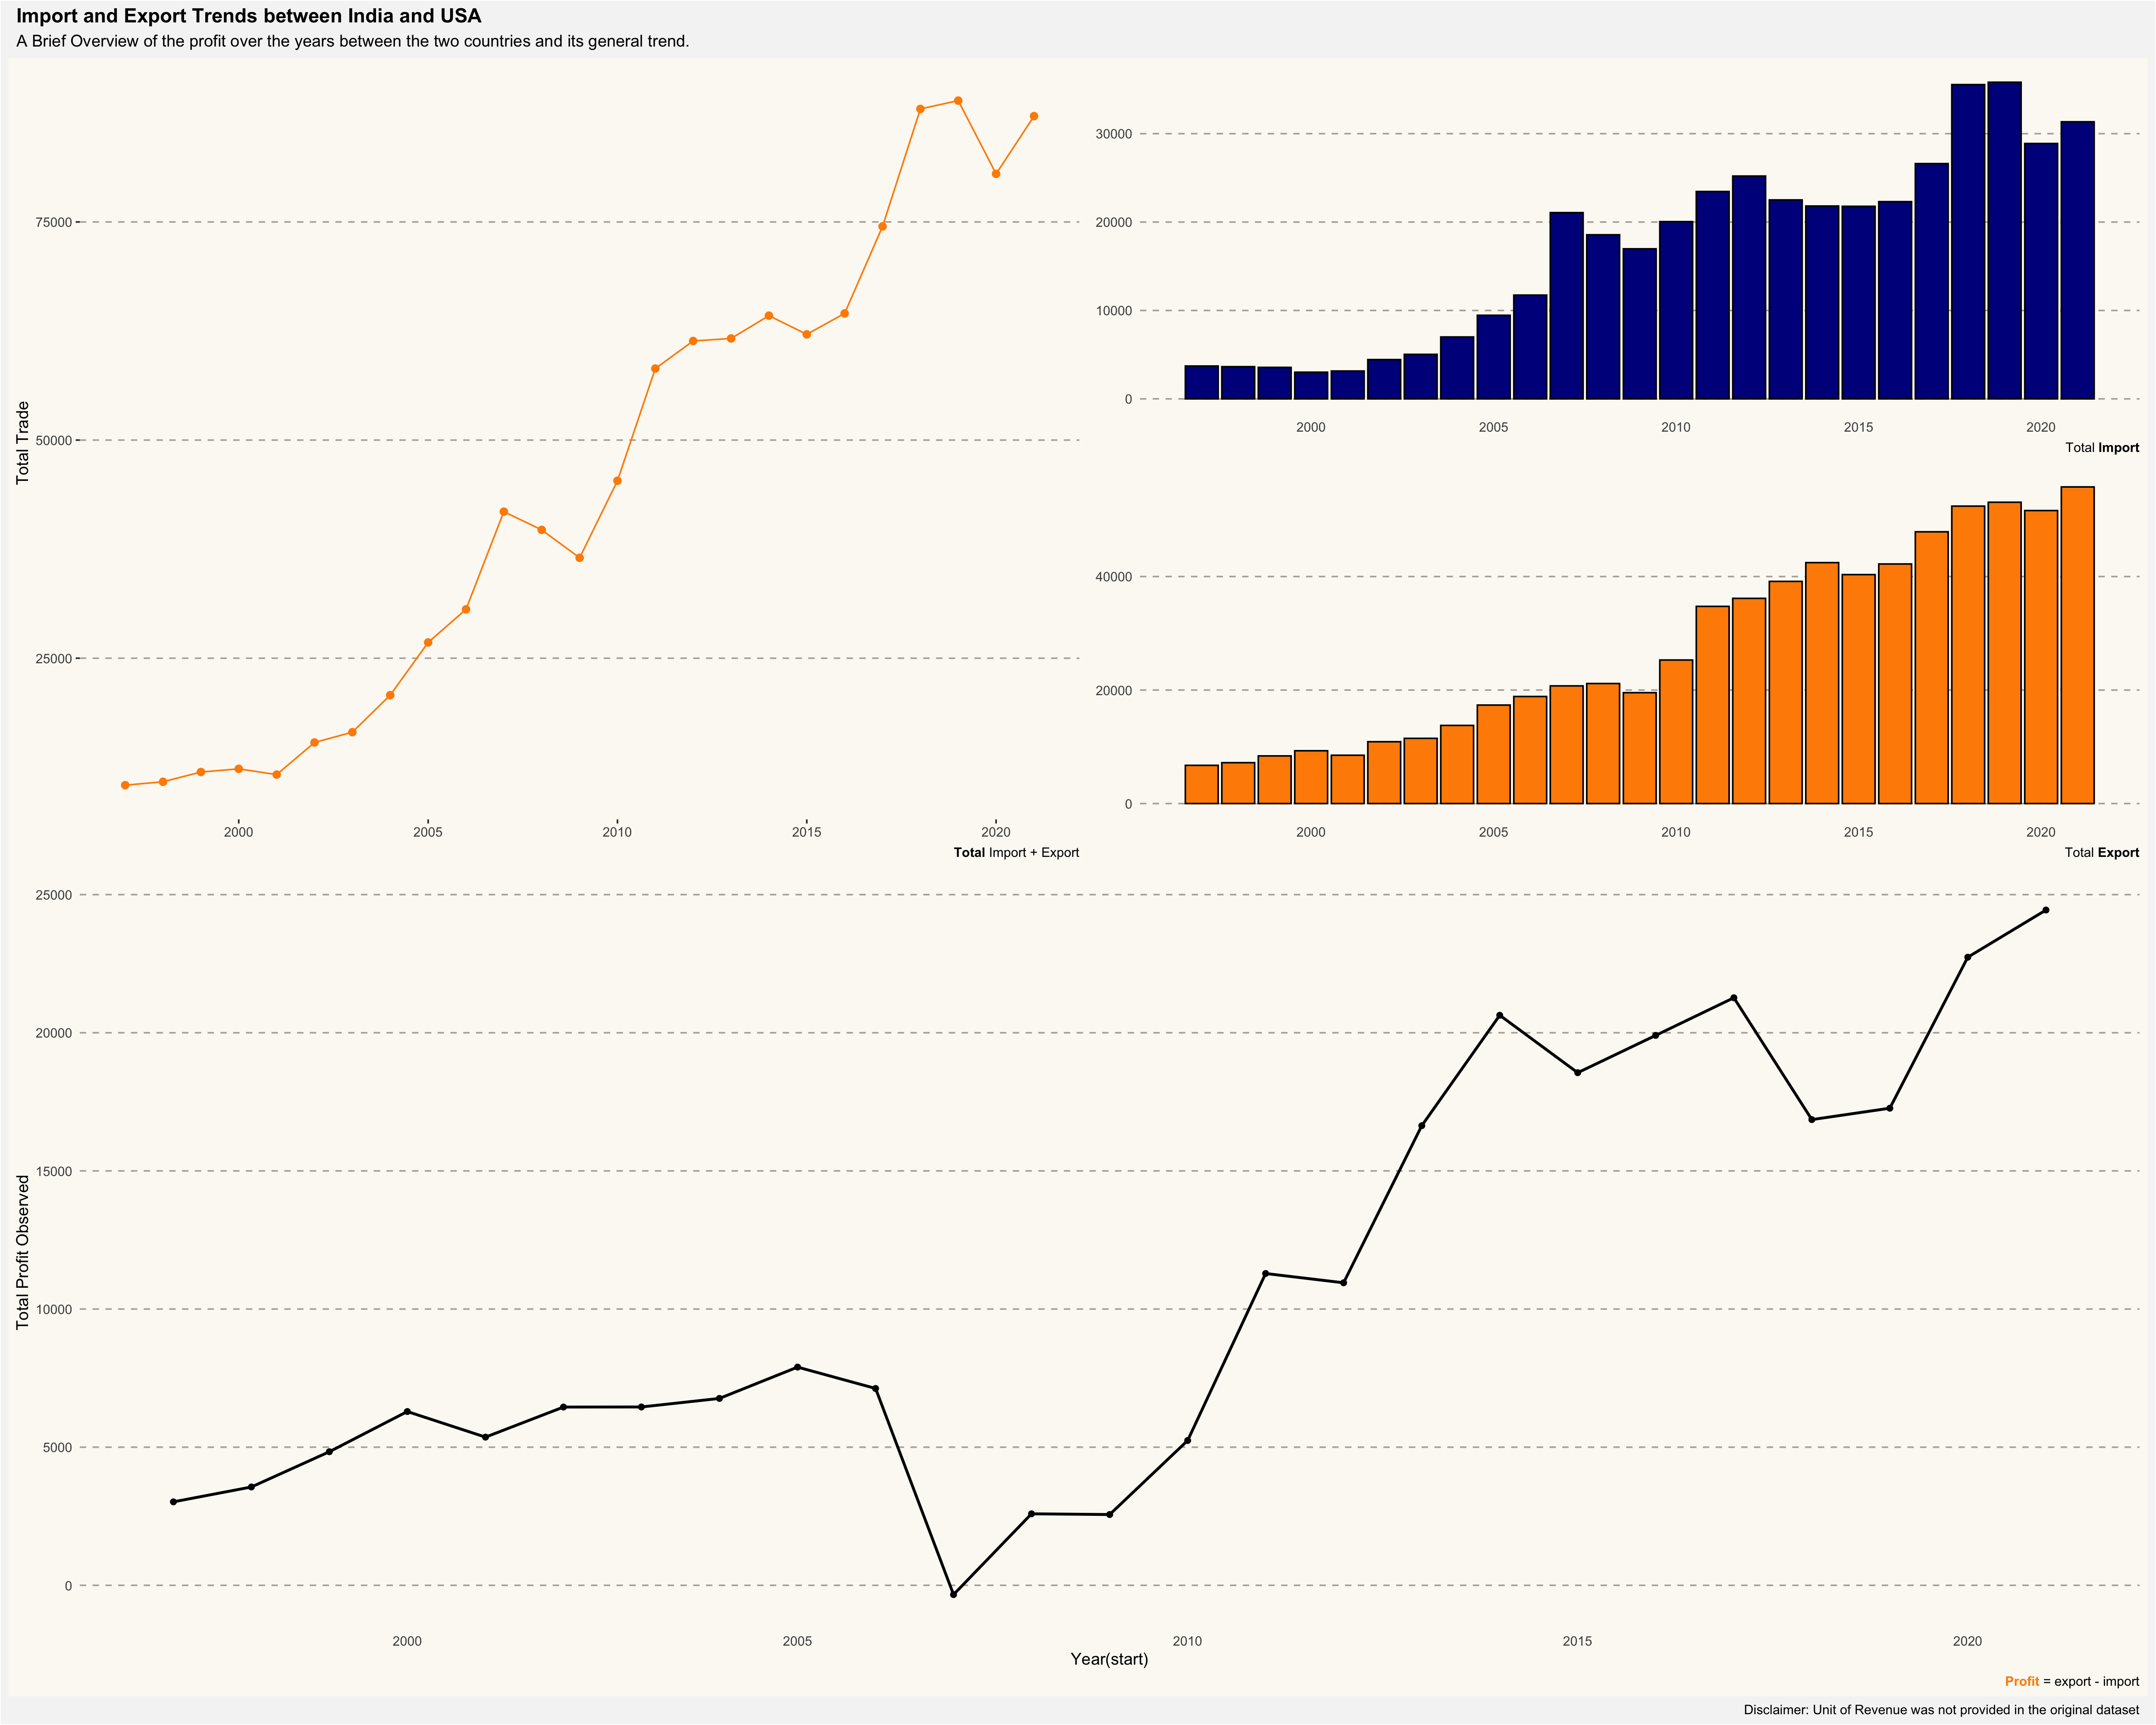 Import and Export Trends between India and USA
A Brief Overview of the profit over the years between the two countries and its general trend.
Total Trade
75000
50000
25000
2000 2005 2010 2015 2020
Total Import + Export
30000
20000
10000
0
2000 2005 2010 2015 2020
Total Import
40000
20000
0
2000 2005 2010 2015 2020
Total Export
Total Profit Observed
25000
20000
15000
10000
5000
0
2000 2005 2010 2015 2020
Year(start)
Profit = export - import
Disclaimer: Unit of Revenue was not provided in the original dataset